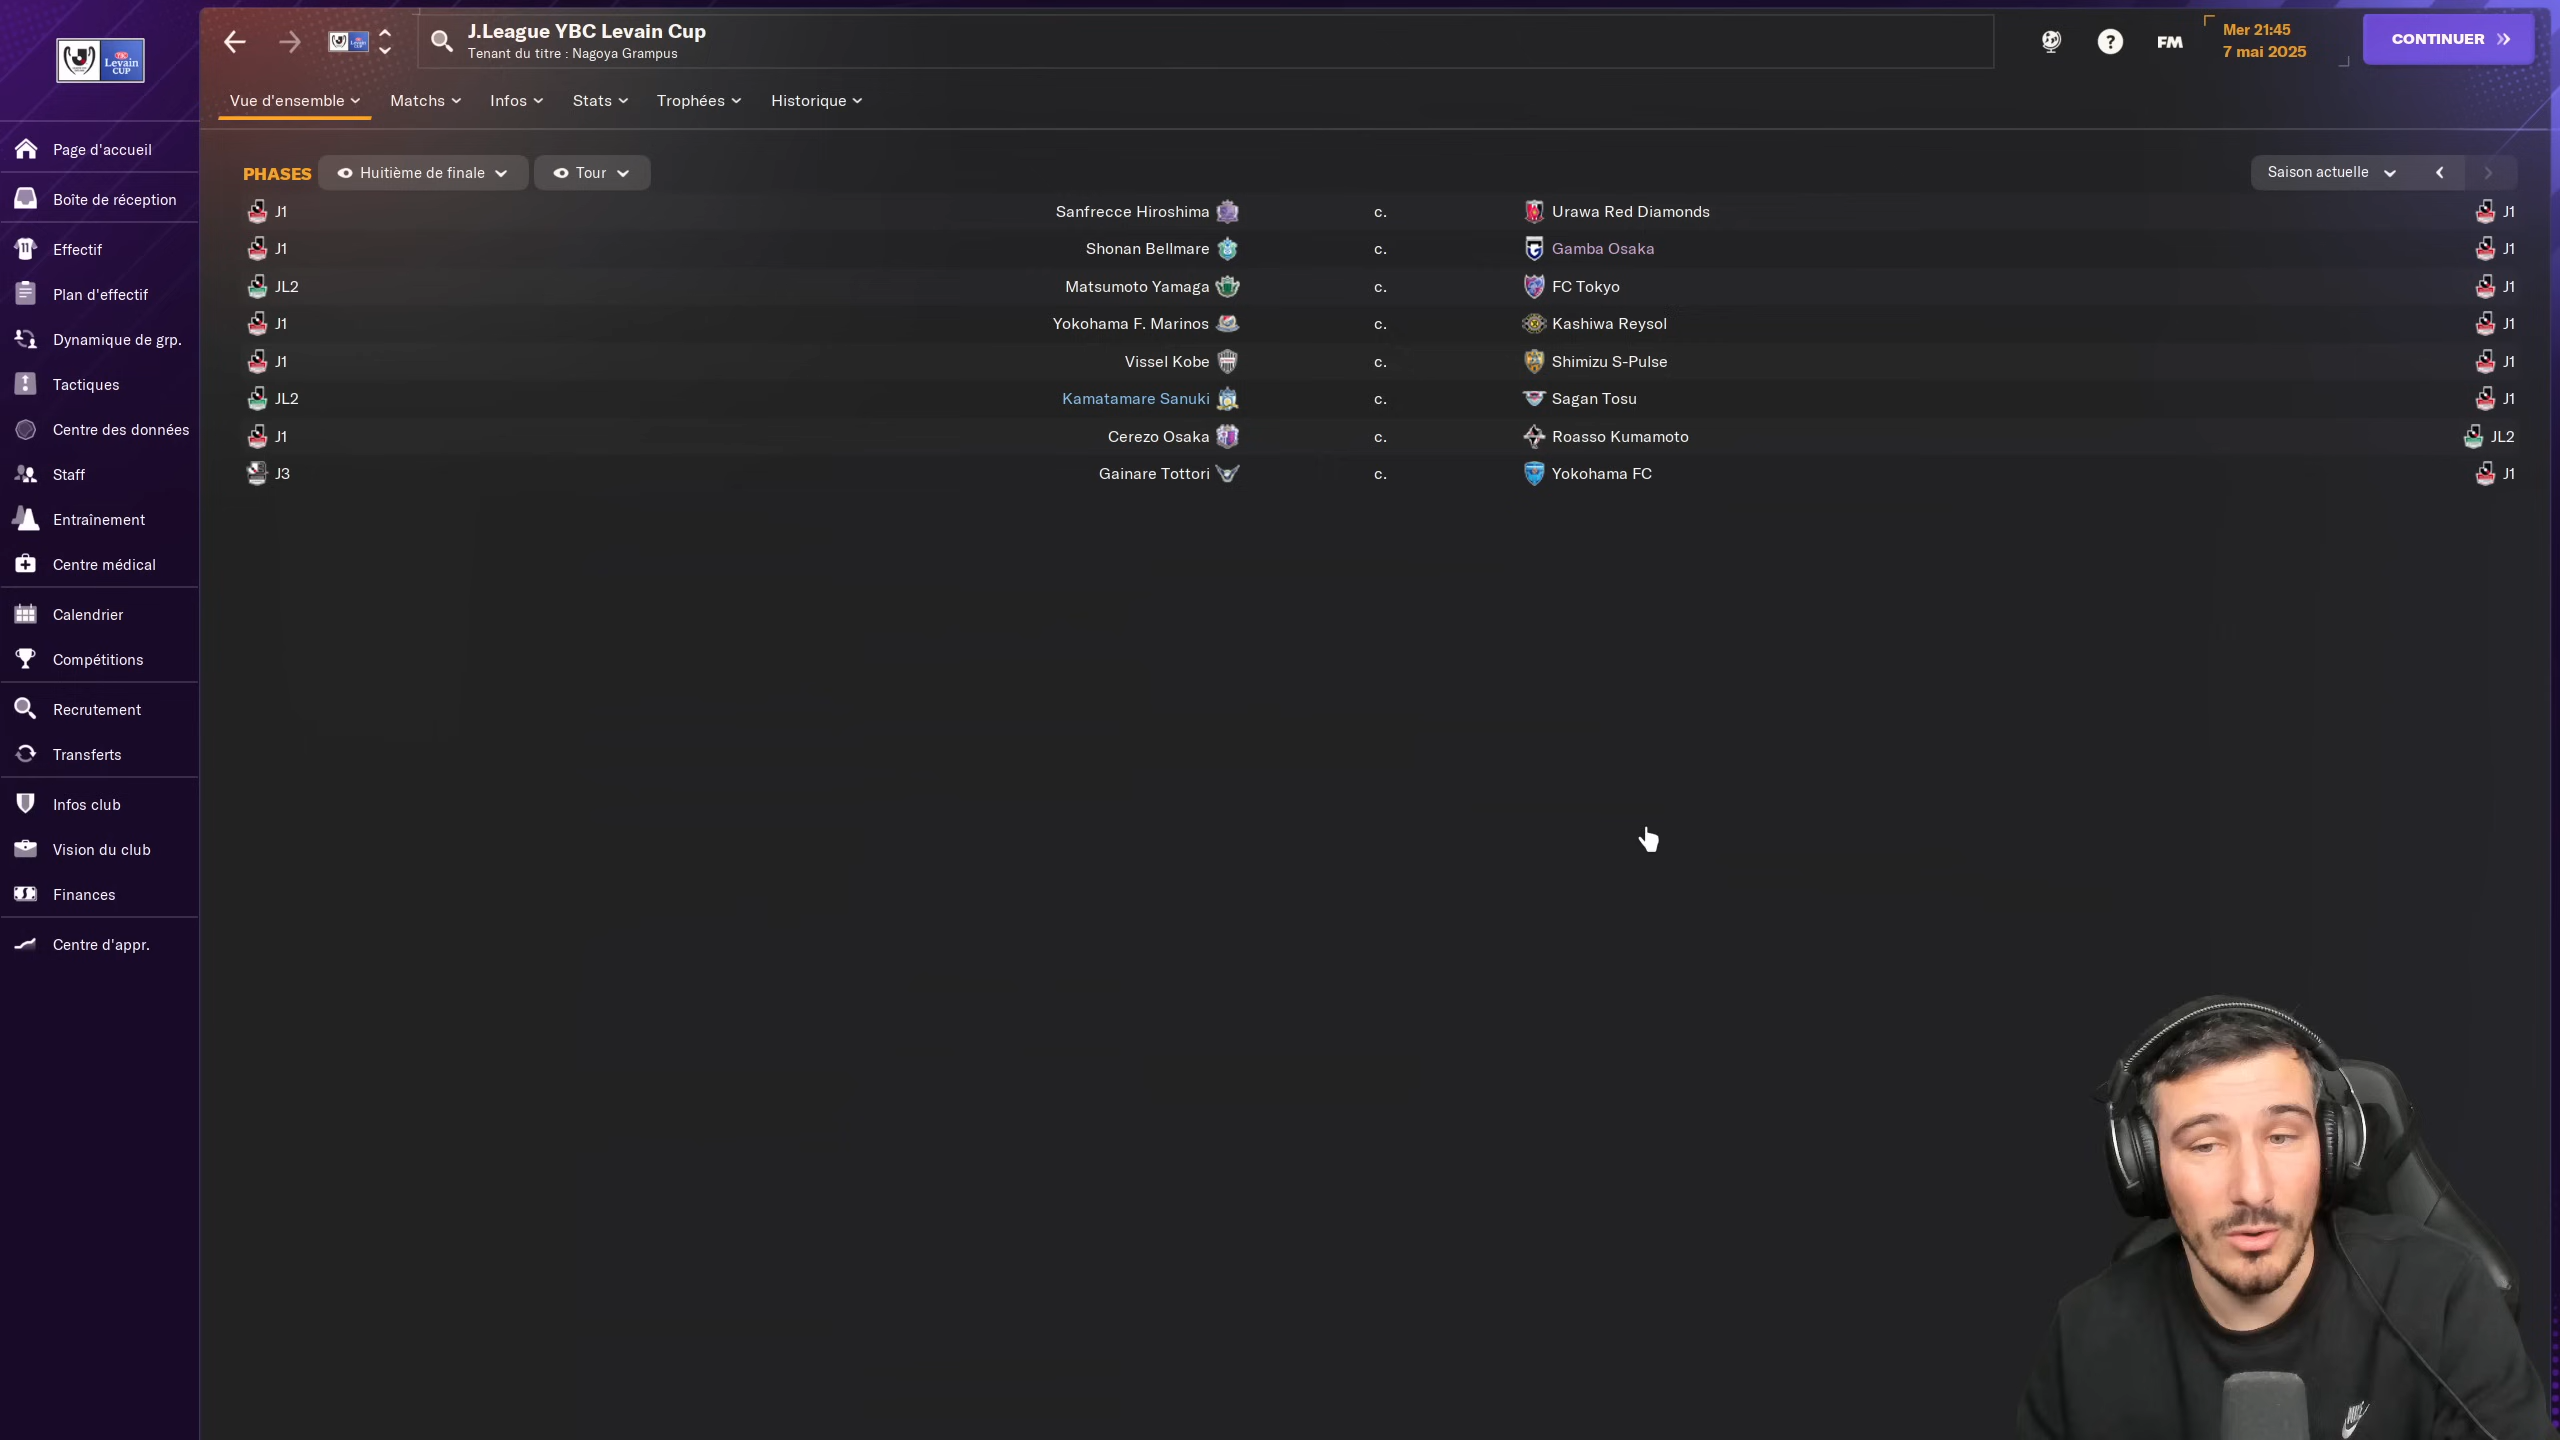 J.League YBC Levain Cup
Tenant du titre : Nagoya Grampus
FM
Mer 21:45
7 mai 2025
CONTINUER
Levain CUP
Vue d'ensemble Matchs Infos Stats Trophées Historique
Page d'accueil
Boîte de réception
Effectif
Plan d'effectif
Dynamique de grp.
Tactiques
Centre des données
Staff
Entraînement
Centre médical
Calendrier
Compétitions
Recrutement
Transferts
Infos club
Vision du club
Finances
Centre d'appr.
PHASES Huitième de finale Tour Saison actuelle
J1 Sanfrecce Hiroshima c. Urawa Red Diamonds J1
J1 Shonan Bellmare c. Gamba Osaka J1
JL2 Matsumoto Yamaga c. FC Tokyo J1
J1 Yokohama F. Marinos c. Kashiwa Reysol J1
J1 Vissel Kobe c. Shimizu S-Pulse J1
JL2 Kamatamare Sanuki c. Sagan Tosu J1
J1 Cerezo Osaka c. Roasso Kumamoto JL2
J3 Gainare Tottori c. Yokohama FC J1
NIKE